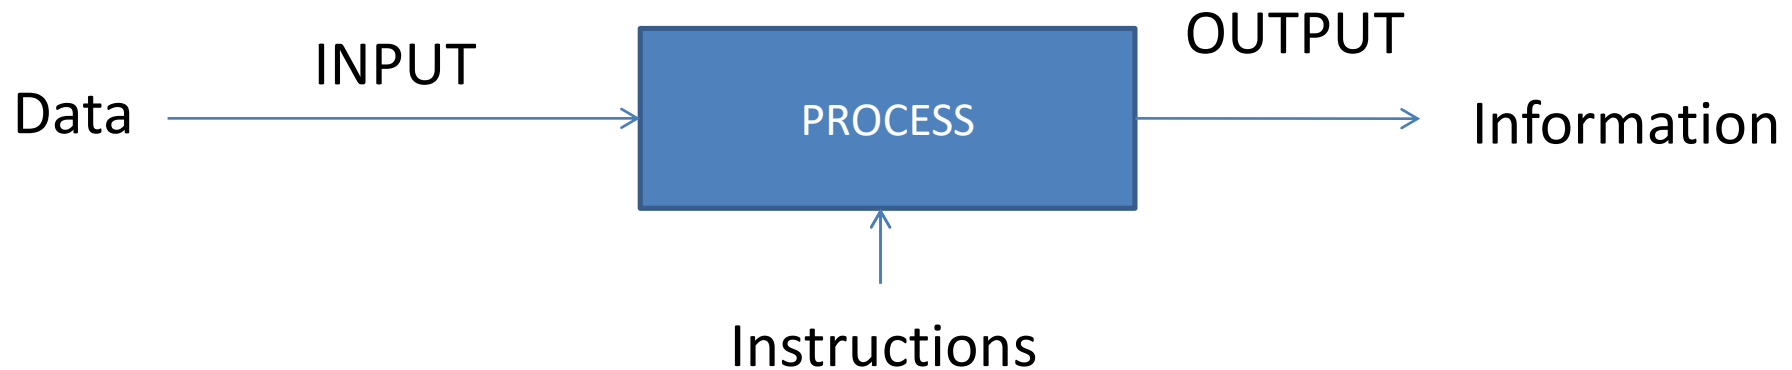 INPUT
OUTPUT
Data
PROCESS
Information
Instructions